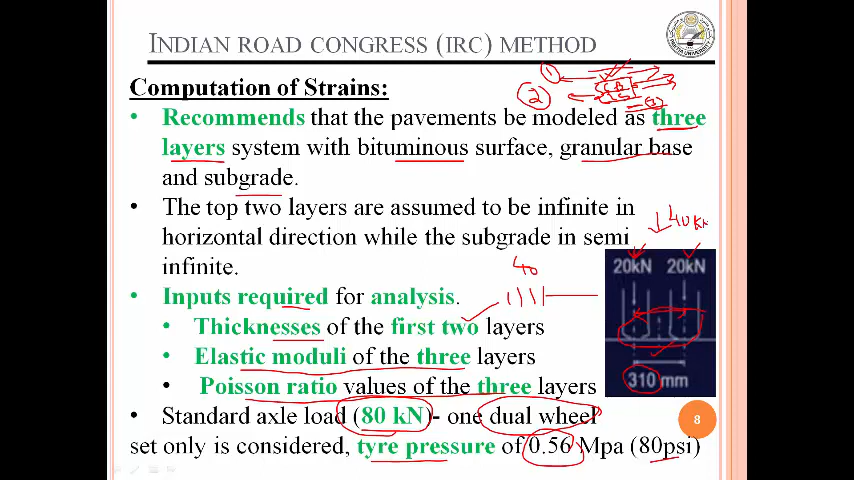 INDIAN ROAD CONGRESS (IRC) METHOD
Computation of Strains:
• Recommends that the pavements be modeled as three
layers system with bituminous surface, granular base
and subgrade.
• The top two layers are assumed to be infinite in
horizontal direction while the subgrade in semi
infinite.
• Inputs required for analysis.
• Thicknesses of the first two layers
• Elastic moduli of the three layers
• Poisson ratio values of the three layers
• Standard axle load (80 kN)- one dual wheel
set only is considered, tyre pressure of 0.56 Mpa (80psi)
1
2
40 kN
40
20kN 20kN
310 mm
8